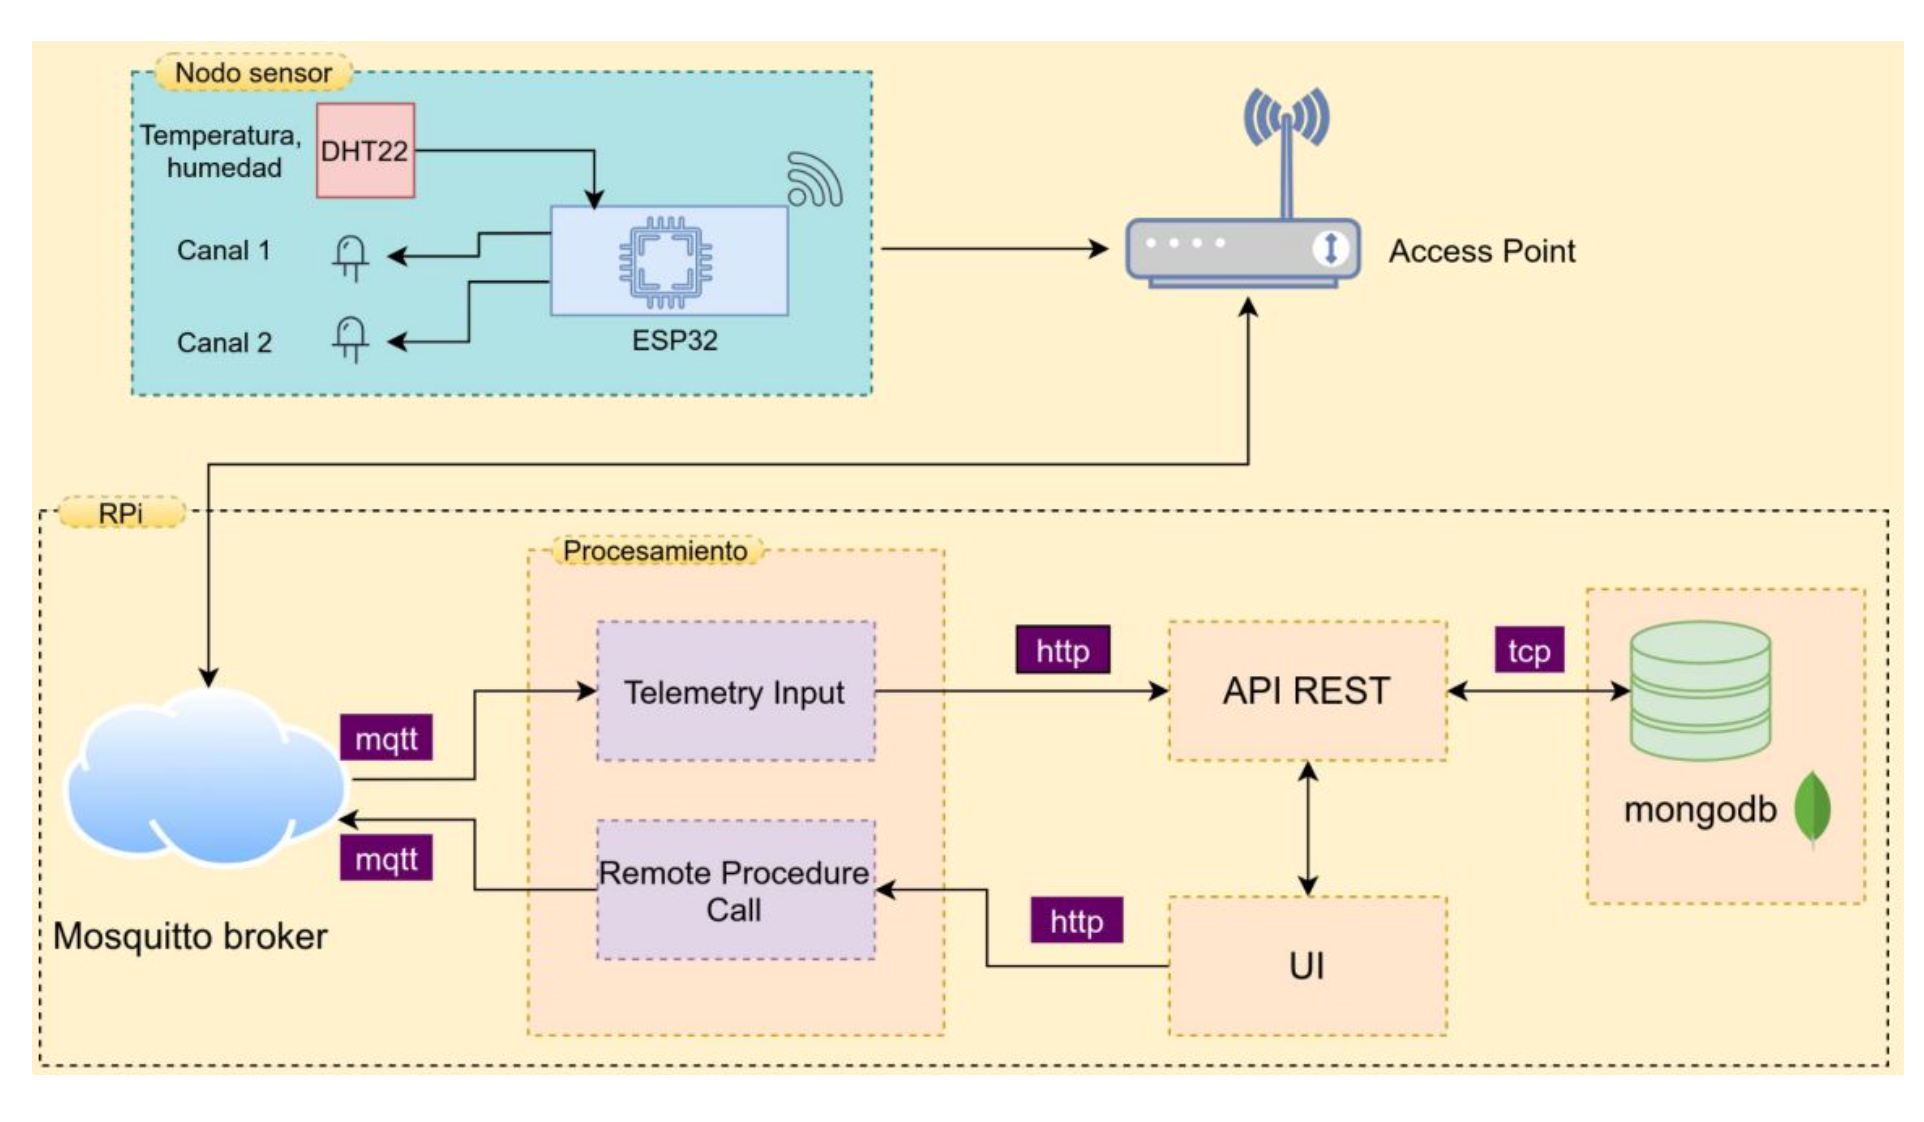 Nodo sensor
Temperatura,
humedad
DHT22
Canal 1
Canal 2
ESP32
Access Point
RPi
Procesamiento
mqtt
mqtt
Mosquitto broker
Telemetry Input
Remote Procedure
Call
http
http
API REST
UI
tcp
mongodb